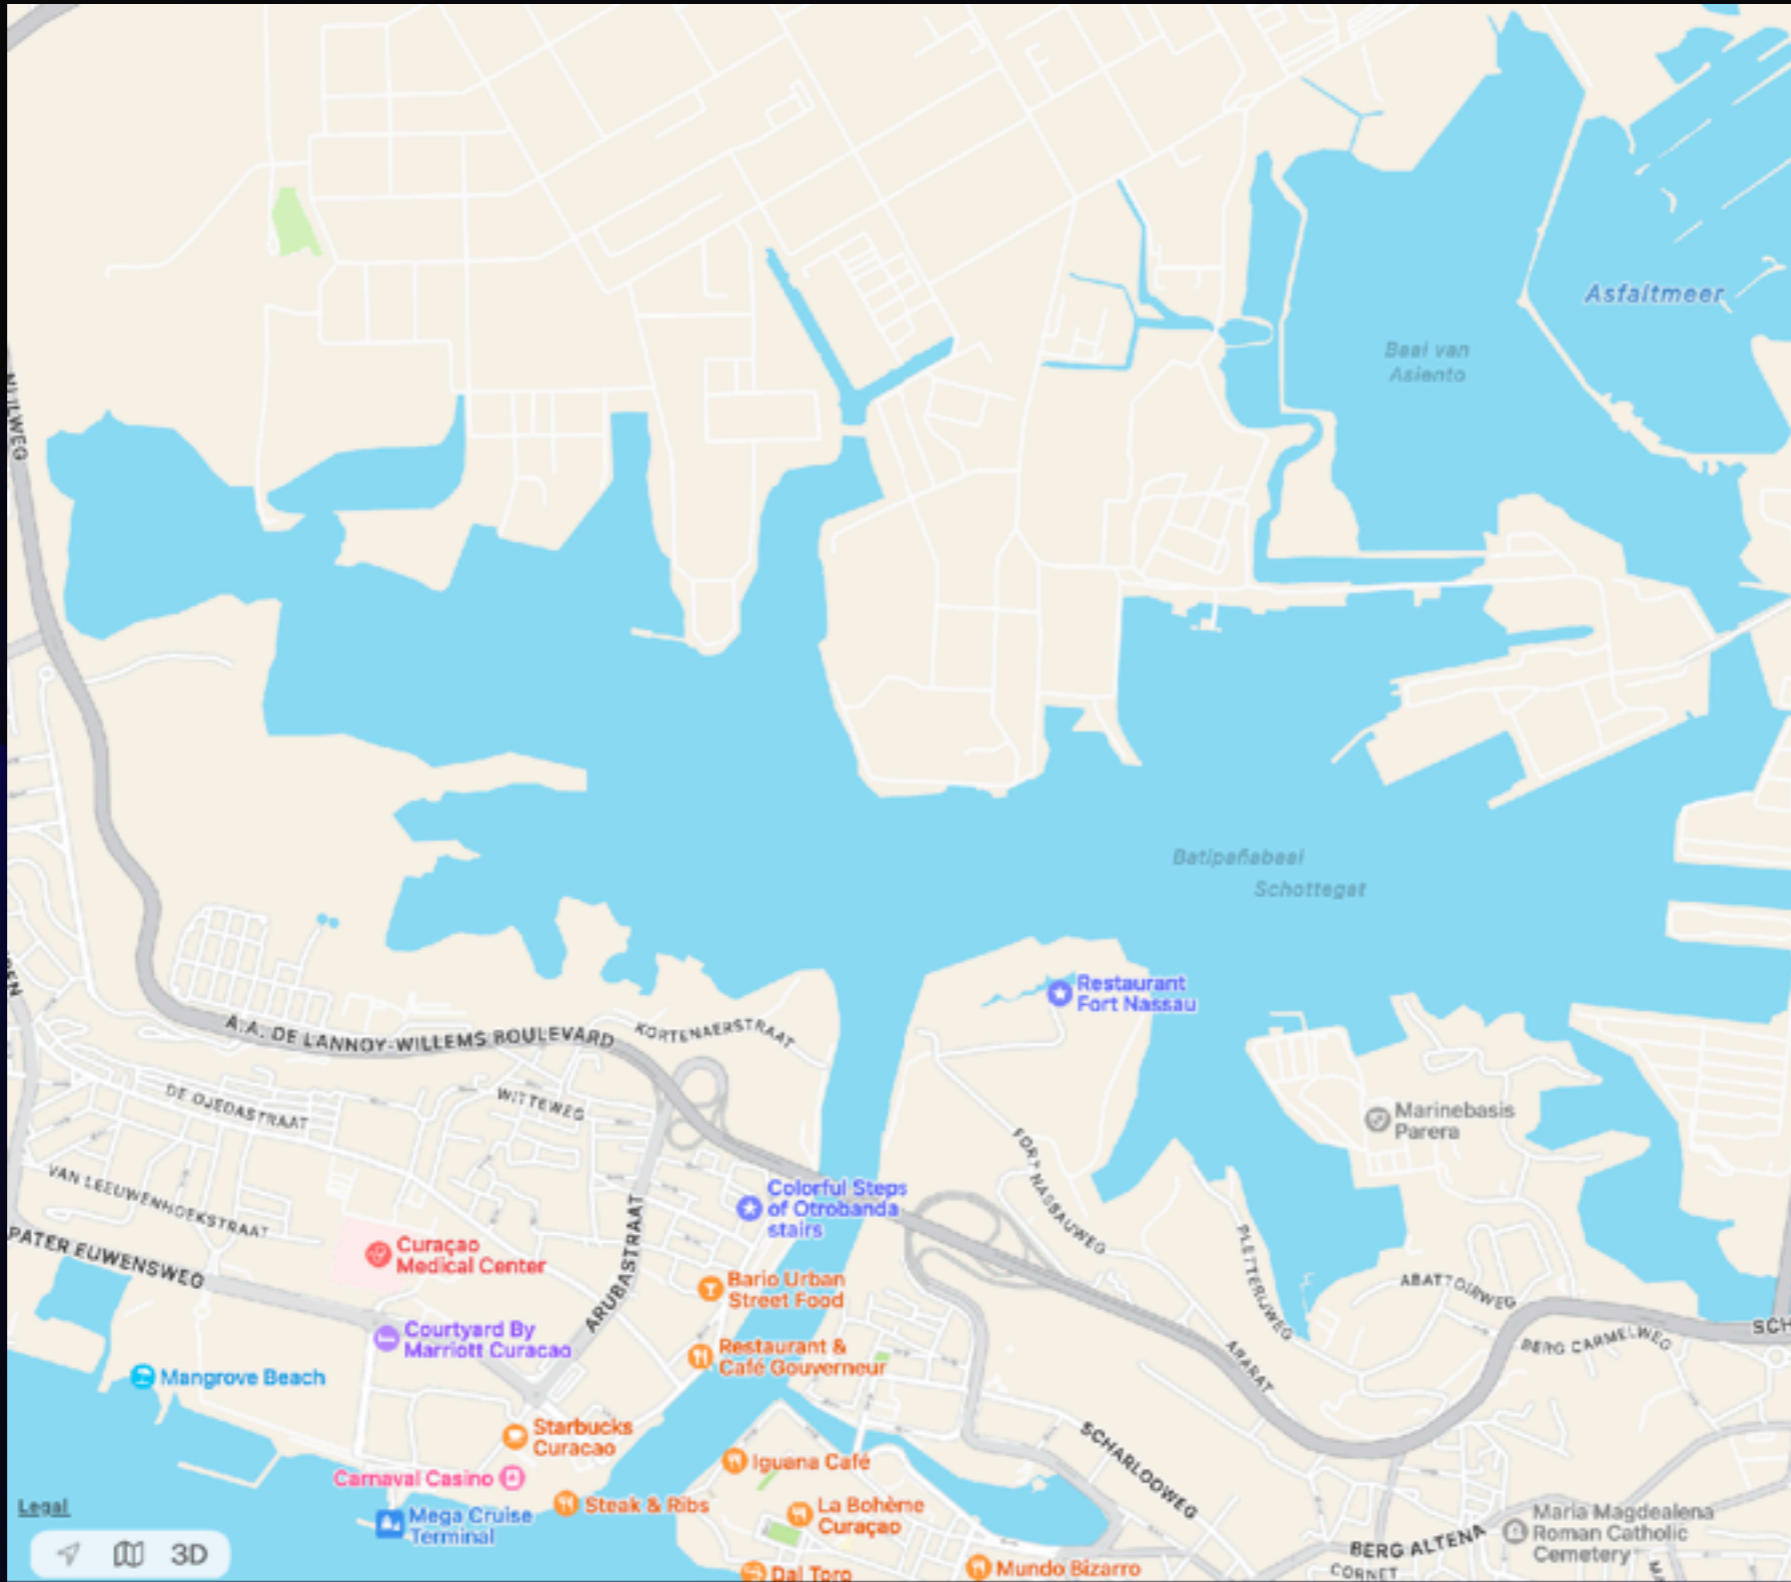 Asfaltmeer
Baai van
Asiento
NIJLWEG
Batipañabaai
Schottegat
Restaurant
Fort Nassau
A.A. DE LANNOY-WILLEMS BOULEVARD
KORTENAERSTRAAT
DE OJEDASTRAAT
WITTEWEG
Marinebasis
Parera
FORT NASSAUWEG
VAN LEEUWENHOEKSTRAAT
Colorful Steps
of Otrobanda
stairs
PATER EUWENSWEG
Curaçao
Medical Center
ARUBASTRAAT
PLETTERIJWEG
Bario Urban
Street Food
ABATTOIRWEG
Courtyard By
Marriott Curacao
Restaurant &
Café Gouverneur
SCH
BERG CARMELWEG
ARARAT
Mangrove Beach
Starbucks
Curacao
SCHARLOOWEG
Iguana Café
Carnaval Casino
Steak & Ribs
Legal
Mega Cruise
Terminal
La Bohème
Curaçao
Maria Magdealena
Roman Catholic
Cemetery
BERG ALTENA
3D
Dal Toro
Mundo Bizarro
CORNET